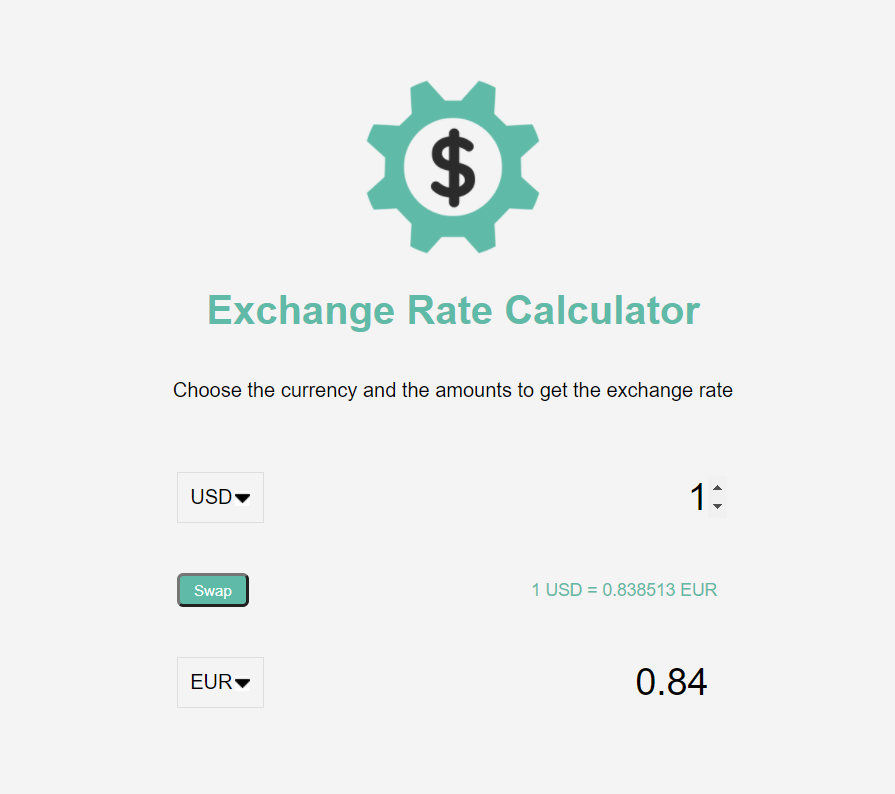 $
Exchange Rate Calculator
Choose the currency and the amounts to get the exchange rate
USD 1
Swap 1 USD = 0.838513 EUR
EUR 0.84